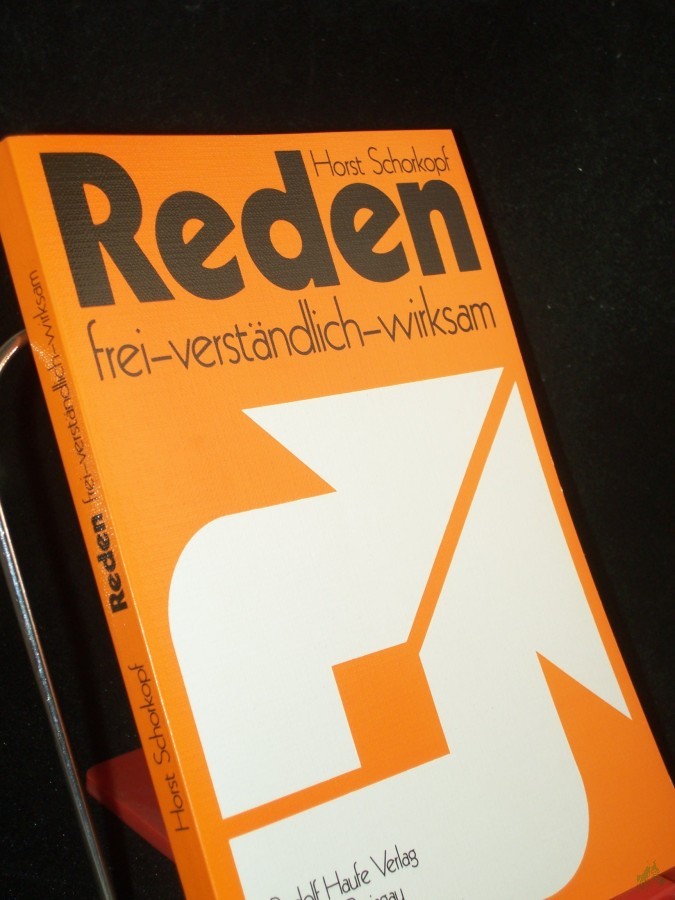 Horst Schorkopf
Reden
frei–verständlich–wirksam
Horst Schorkopf Reden frei–verständlich–wirksam
Haufe Verlag